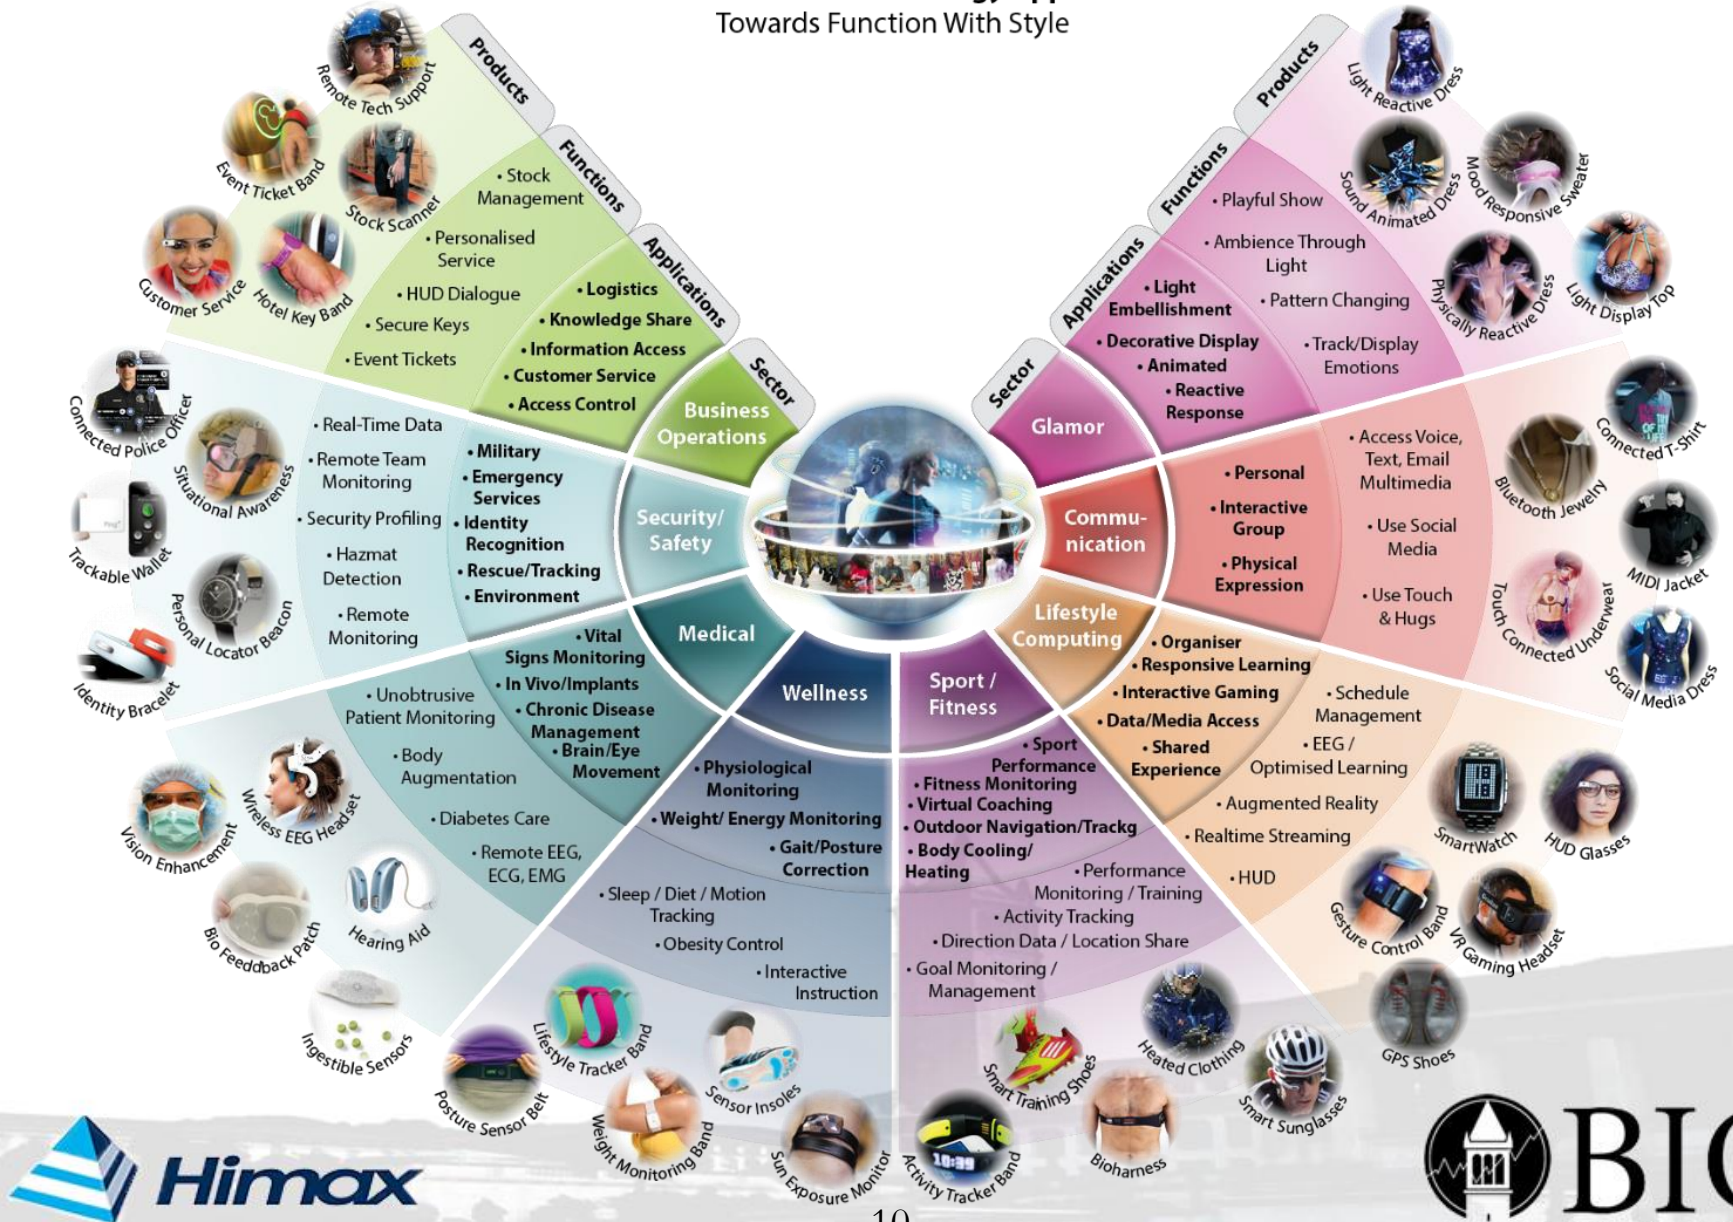 Towards Function With Style
Products
Functions
Applications
Sector
Remote Tech Support
Event Ticket Band
Stock Scanner
Customer Service
Hotel Key Band
• Stock
Management
• Personalised
Service
• HUD Dialogue
• Secure Keys
• Event Tickets
• Logistics
• Knowledge Share
• Information Access
• Customer Service
• Access Control
Business
Operations
Connected Police Officer
Situational Awareness
Trackable Wallet
Personal Locator Beacon
Identity Bracelet
• Real-Time Data
• Remote Team
Monitoring
• Security Profiling
• Hazmat
Detection
• Remote
Monitoring
• Military
• Emergency
Services
• Identity
Recognition
• Rescue/Tracking
• Environment
Security/
Safety
Vision Enhancement
Wireless EEG Headset
Bio Feeddback Patch
Hearing Aid
Ingestible Sensors
• Unobtrusive
Patient Monitoring
• Body
Augmentation
• Diabetes Care
• Remote EEG,
ECG, EMG
• Vital
Signs Monitoring
• In Vivo/Implants
• Chronic Disease
Management
• Brain/Eye
Movement
Medical
Wellness
• Physiological
Monitoring
• Weight/ Energy Monitoring
• Gait/Posture
Correction
• Sleep / Diet / Motion
Tracking
• Obesity Control
• Interactive
Instruction
Lifestyle Tracker Band
Posture Sensor Belt
Sensor Insoles
Weight Monitoring Band
Sun Exposure Monitor
Sport /
Fitness
• Sport
Performance
• Fitness Monitoring
• Virtual Coaching
• Outdoor Navigation/Trackg
• Body Cooling/
Heating
• Performance
Monitoring / Training
• Activity Tracking
• Direction Data / Location Share
• Goal Monitoring /
Management
Smart Training Shoes
Heated Clothing
Activity Tracker Band
10:39
Bioharness
Smart Sunglasses
Lifestyle
Computing
• Organiser
• Responsive Learning
• Interactive Gaming
• Data/Media Access
• Shared
Experience
• Schedule
Management
• EEG /
Optimised Learning
• Augmented Reality
• Realtime Streaming
• HUD
SmartWatch
HUD Glasses
Gesture Control Band
VR Gaming Headset
GPS Shoes
Commu-
nication
• Personal
• Interactive
Group
• Physical
Expression
• Access Voice,
Text, Email
Multimedia
• Use Social
Media
• Use Touch
& Hugs
Connected T-Shirt
Bluetooth Jewelry
MIDI Jacket
Touch Connected Underwear
Social Media Dress
Products
Functions
Applications
Sector
Glamor
• Light
Embellishment
• Decorative Display
• Animated
• Reactive
Response
• Playful Show
• Ambience Through
Light
• Pattern Changing
• Track/Display
Emotions
Light Reactive Dress
Sound Animated Dress
Mood Responsive Sweater
Physically Reactive Dress
Light Display Top
Himax
10